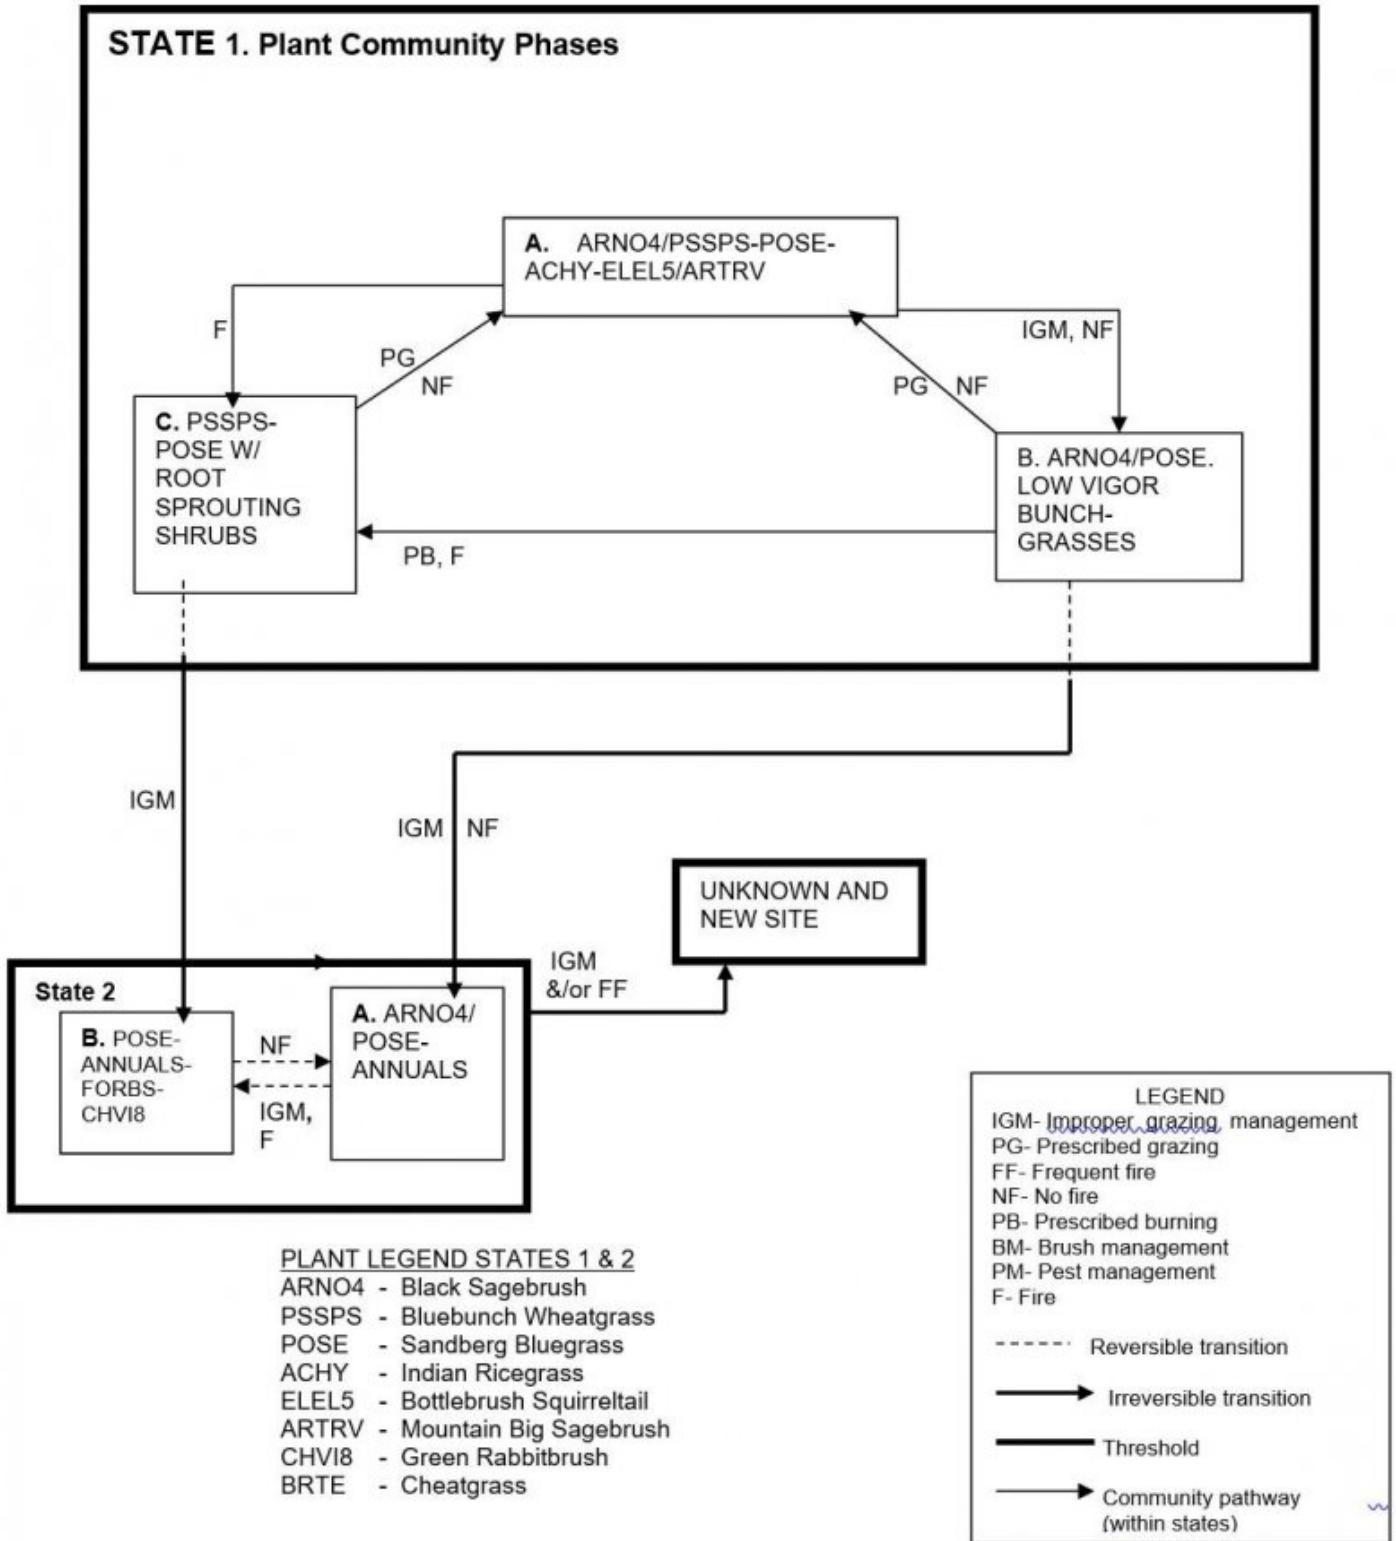 STATE 1. Plant Community Phases
A. ARNO4/PSSPS-POSE-
ACHY-ELEL5/ARTRV
F
IGM, NF
PG
NF
PG
NF
C. PSSPS-
POSE W/
ROOT
SPROUTING
SHRUBS
B. ARNO4/POSE.
LOW VIGOR
BUNCH-
GRASSES
PB, F
IGM
IGM
NF
UNKNOWN AND
NEW SITE
IGM
&/or FF
State 2
B. POSE-
ANNUALS-
FORBS-
CHVI8
NF
IGM,
F
A. ARNO4/
POSE-
ANNUALS
LEGEND
IGM- Improper grazing management
PG- Prescribed grazing
FF- Frequent fire
NF- No fire
PB- Prescribed burning
BM- Brush management
PM- Pest management
F- Fire
Reversible transition
Irreversible transition
Threshold
Community pathway
(within states)
PLANT LEGEND STATES 1 & 2
ARNO4 - Black Sagebrush
PSSPS - Bluebunch Wheatgrass
POSE - Sandberg Bluegrass
ACHY - Indian Ricegrass
ELEL5 - Bottlebrush Squirreltail
ARTRV - Mountain Big Sagebrush
CHVI8 - Green Rabbitbrush
BRTE - Cheatgrass